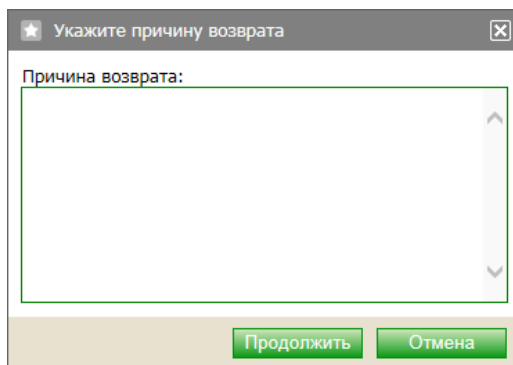 Укажите причину возврата
Причина возврата:
Продолжить Отмена